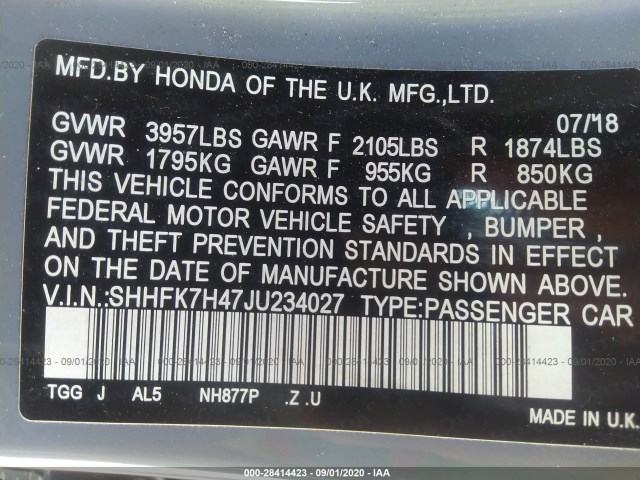 MFD.BY HONDA OF THE U.K. MFG.,LTD.
07/18
GVWR 3957LBS GAWR F 2105LBS R 1874LBS
GVWR 1795KG GAWR F 955KG R 850KG
THIS VEHICLE CONFORMS TO ALL APPLICABLE
FEDERAL MOTOR VEHICLE SAFETY , BUMPER ,
AND THEFT PREVENTION STANDARDS IN EFFECT
ON THE DATE OF MANUFACTURE SHOWN ABOVE.
V.I.N.:SHHFK7H47JU234027 TYPE:PASSENGER CAR
TGG J AL5 NH877P .Z .U
MADE IN U.K.
000-28414423 - 09/01/2020 - IAA